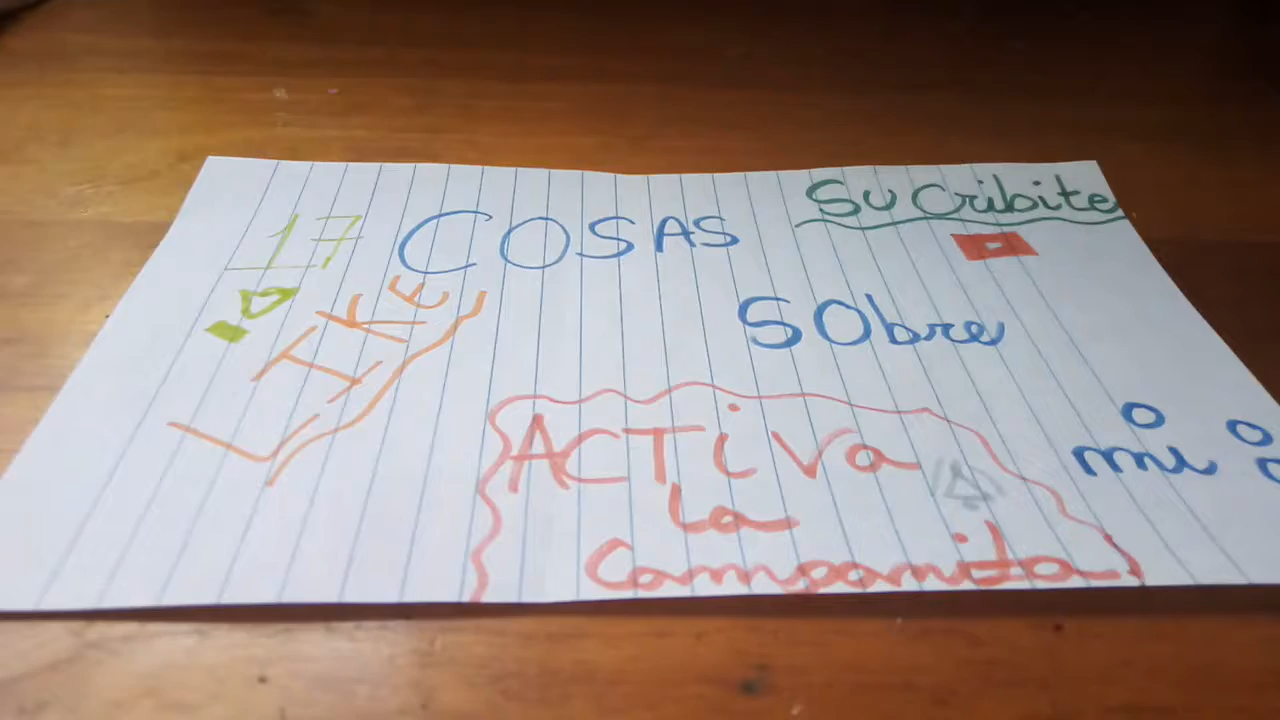 17 COSAS
SuCribite
LIKE
SObre
mi
ACTiva
la
Campanita